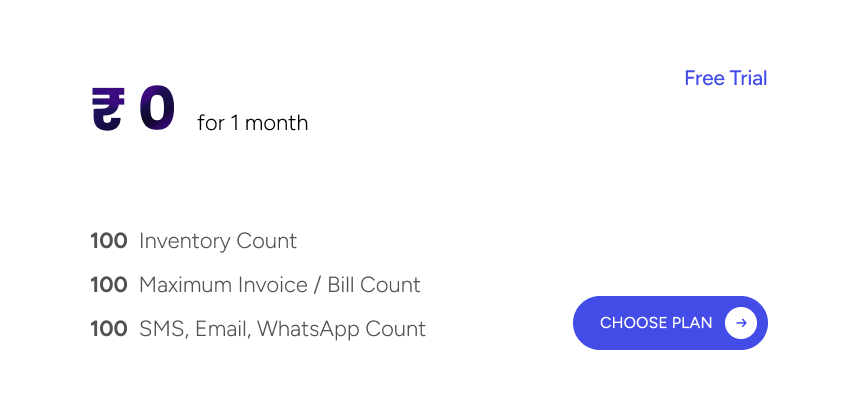 Free Trial
₹ 0 for 1 month
100 Inventory Count
100 Maximum Invoice / Bill Count
100 SMS, Email, WhatsApp Count
CHOOSE PLAN